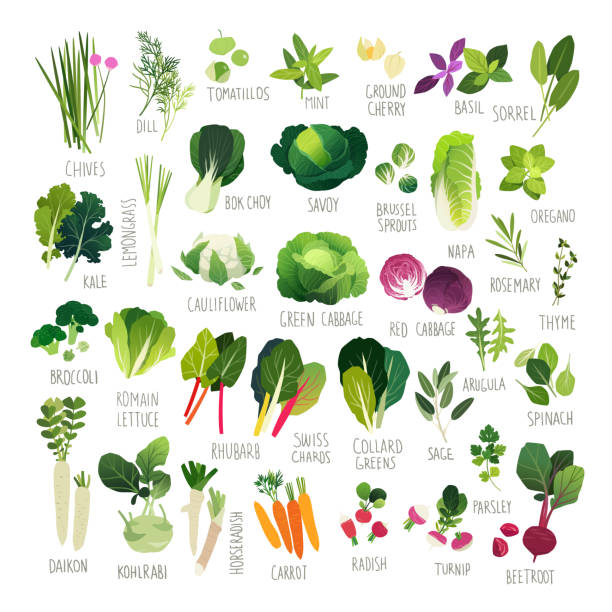 CHIVES
DILL
TOMATILLOS
MINT
GROUND
CHERRY
BASIL
SORREL
KALE
LEMONGRASS
BOK CHOY
SAVOY
BRUSSEL
SPROUTS
NAPA
OREGANO
ROSEMARY
THYME
CAULIFLOWER
GREEN CABBAGE
RED CABBAGE
BROCCOLI
ROMAIN
LETTUCE
RHUBARB
SWISS
CHARDS
COLLARD
GREENS
SAGE
ARUGULA
SPINACH
DAIKON
KOHLRABI
HORSERADISH
CARROT
RADISH
TURNIP
PARSLEY
BEETROOT